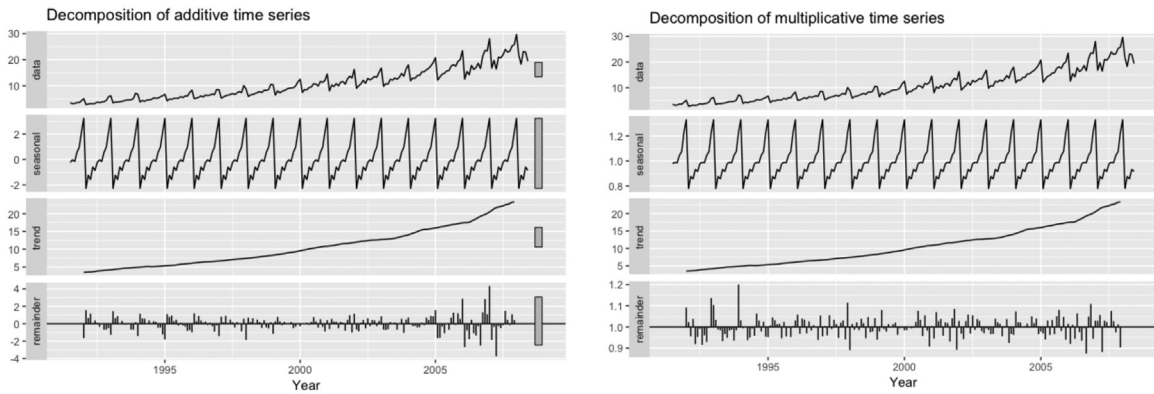 Decomposition of additive time series
data
30
20
10
seasonal
2
0
-2
trend
20
15
10
5
remainder
4
2
0
-2
-4
1995
2000
2005
Year
Decomposition of multiplicative time series
data
30
20
10
seasonal
1.2
1.0
0.8
trend
20
15
10
5
remainder
1.2
1.1
1.0
0.9
1995
2000
2005
Year